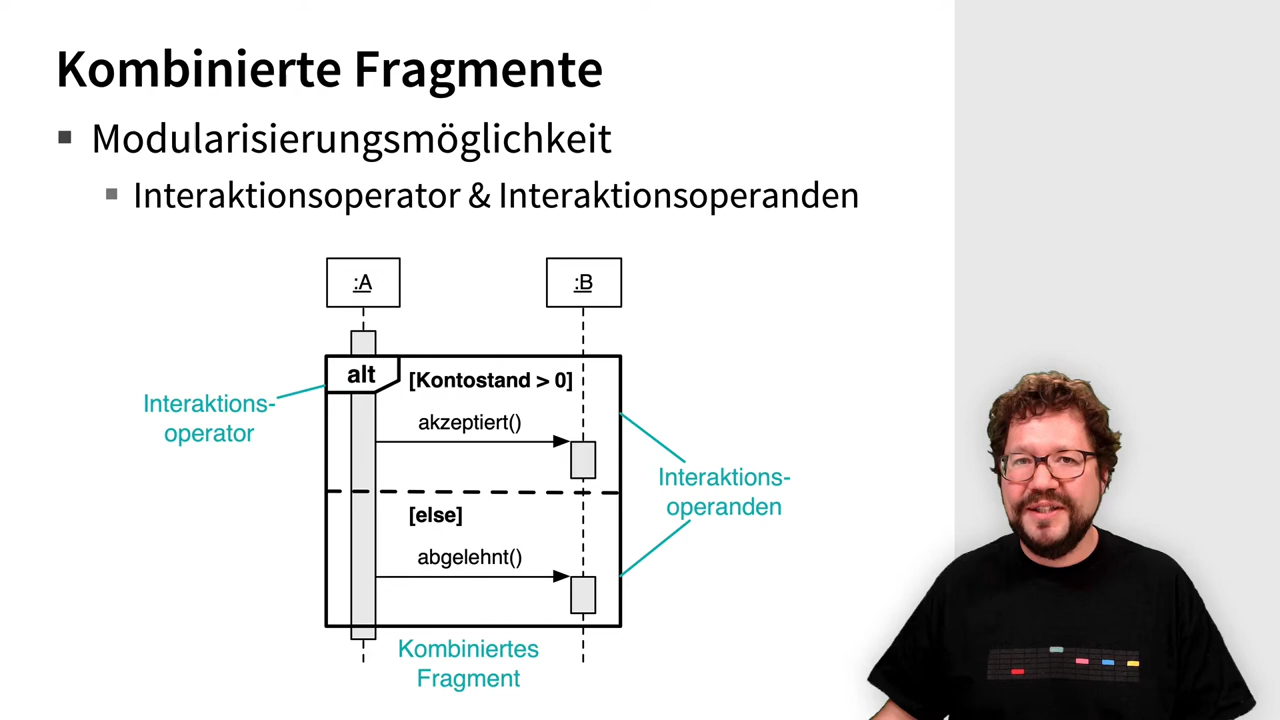 Kombinierte Fragmente
Modularisierungsmöglichkeit
Interaktionsoperator & Interaktionsoperanden
:A
:B
alt
[Kontostand > 0]
Interaktions-
operator
akzeptiert()
Interaktions-
operanden
[else]
abgelehnt()
Kombiniertes
Fragment